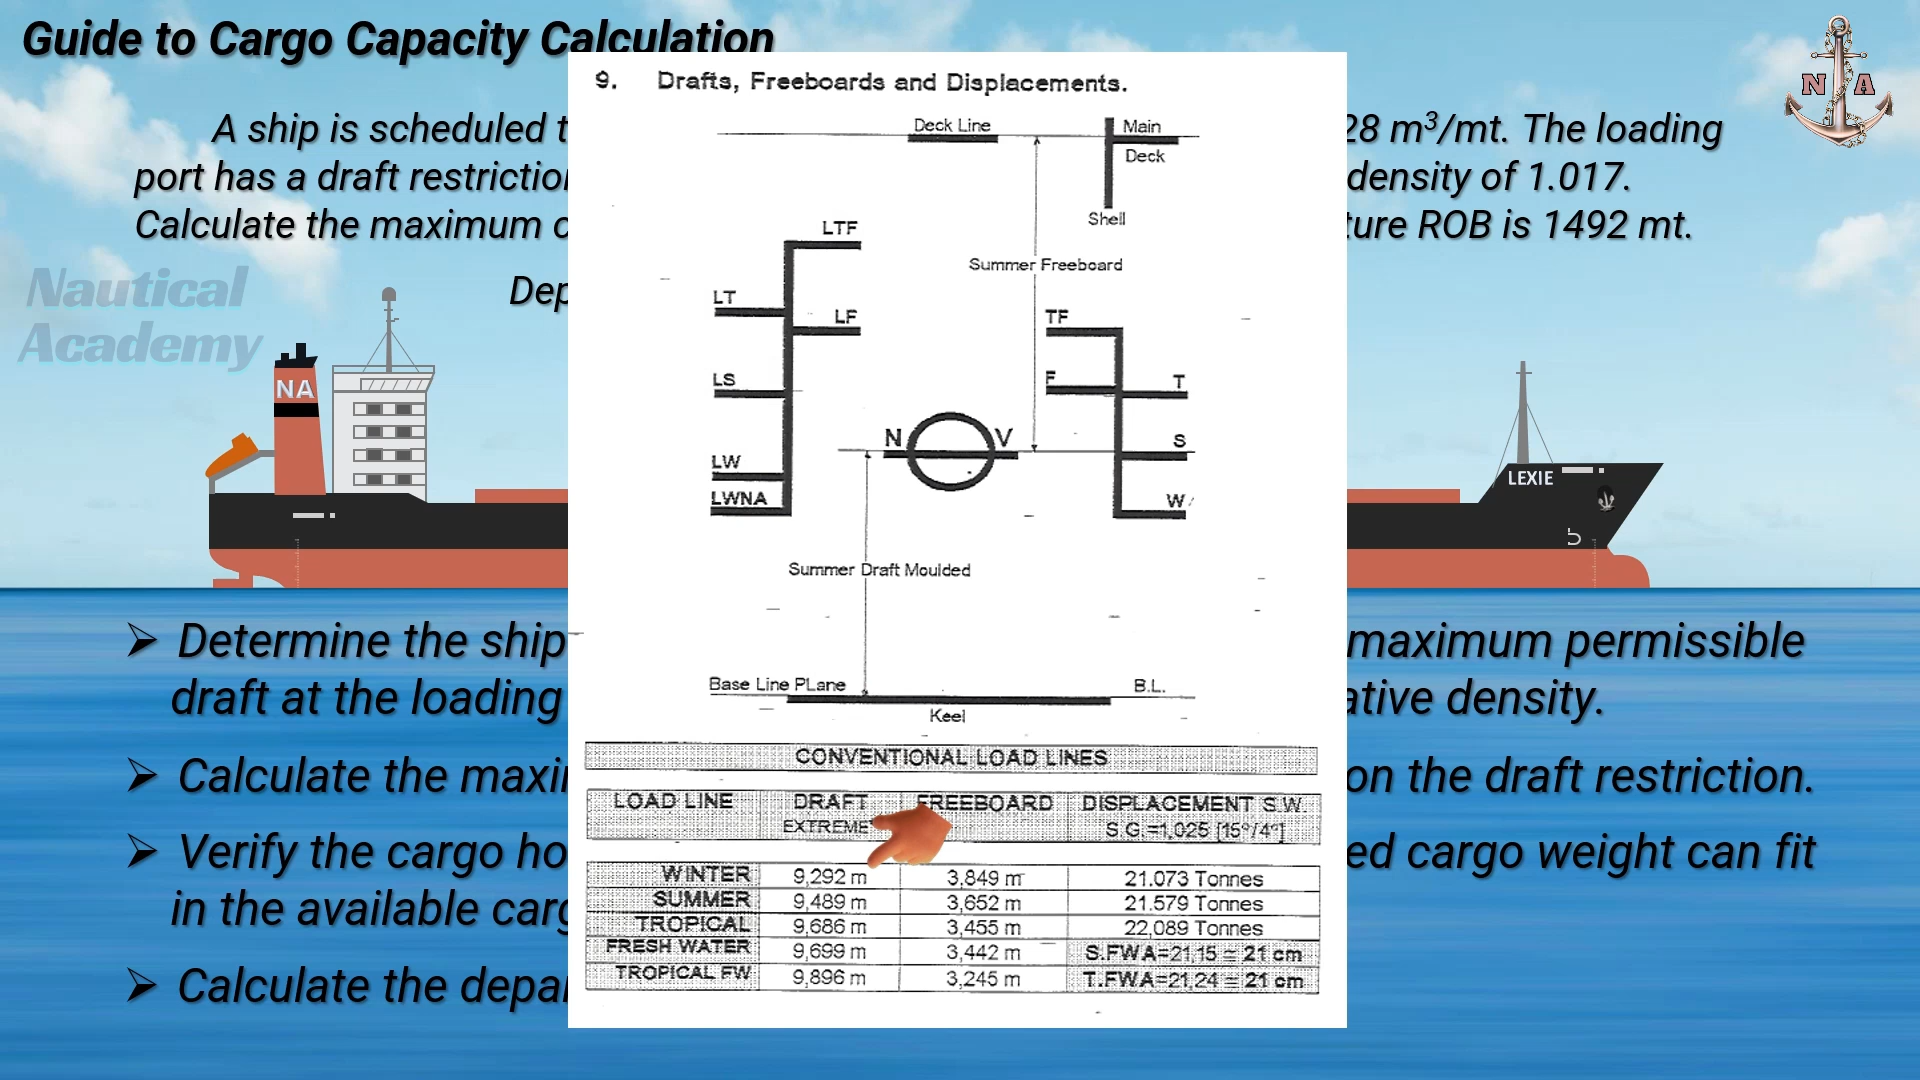 Guide to Cargo Capacity Calculation
N A
A ship is scheduled t
28 m³/mt. The loading
port has a draft restriction
density of 1.017.
Calculate the maximum c
ture ROB is 1492 mt.
Nautical
Academy
Dep
NA
LEXIE
9. Drafts, Freeboards and Displacements.
Deck Line
Main
Deck
Shell
LTF
Summer Freeboard
LT
LF
TF
LS
F
T
N
V
S
LW
LWNA
W
Summer Draft Moulded
Base Line PLane
B.L.
Keel
CONVENTIONAL LOAD LINES
LOAD LINE DRAFT FREEBOARD DISPLACEMENT S.W.
EXTREME S.G.=1,025 [15°/4°]
WINTER 9,292 m 3,849 m 21.073 Tonnes
SUMMER 9,489 m 3,652 m 21.579 Tonnes
TROPICAL 9,686 m 3,455 m 22,089 Tonnes
FRESH WATER 9,699 m 3,442 m S.FWA=21,15 ≅ 21 cm
TROPICAL FW 9,896 m 3,245 m T.FWA=21,24 ≅ 21 cm
➢ Determine the ship
maximum permissible
draft at the loading
ative density.
➢ Calculate the maxi
on the draft restriction.
➢ Verify the cargo ho
ed cargo weight can fit
in the available carg
➢ Calculate the depa